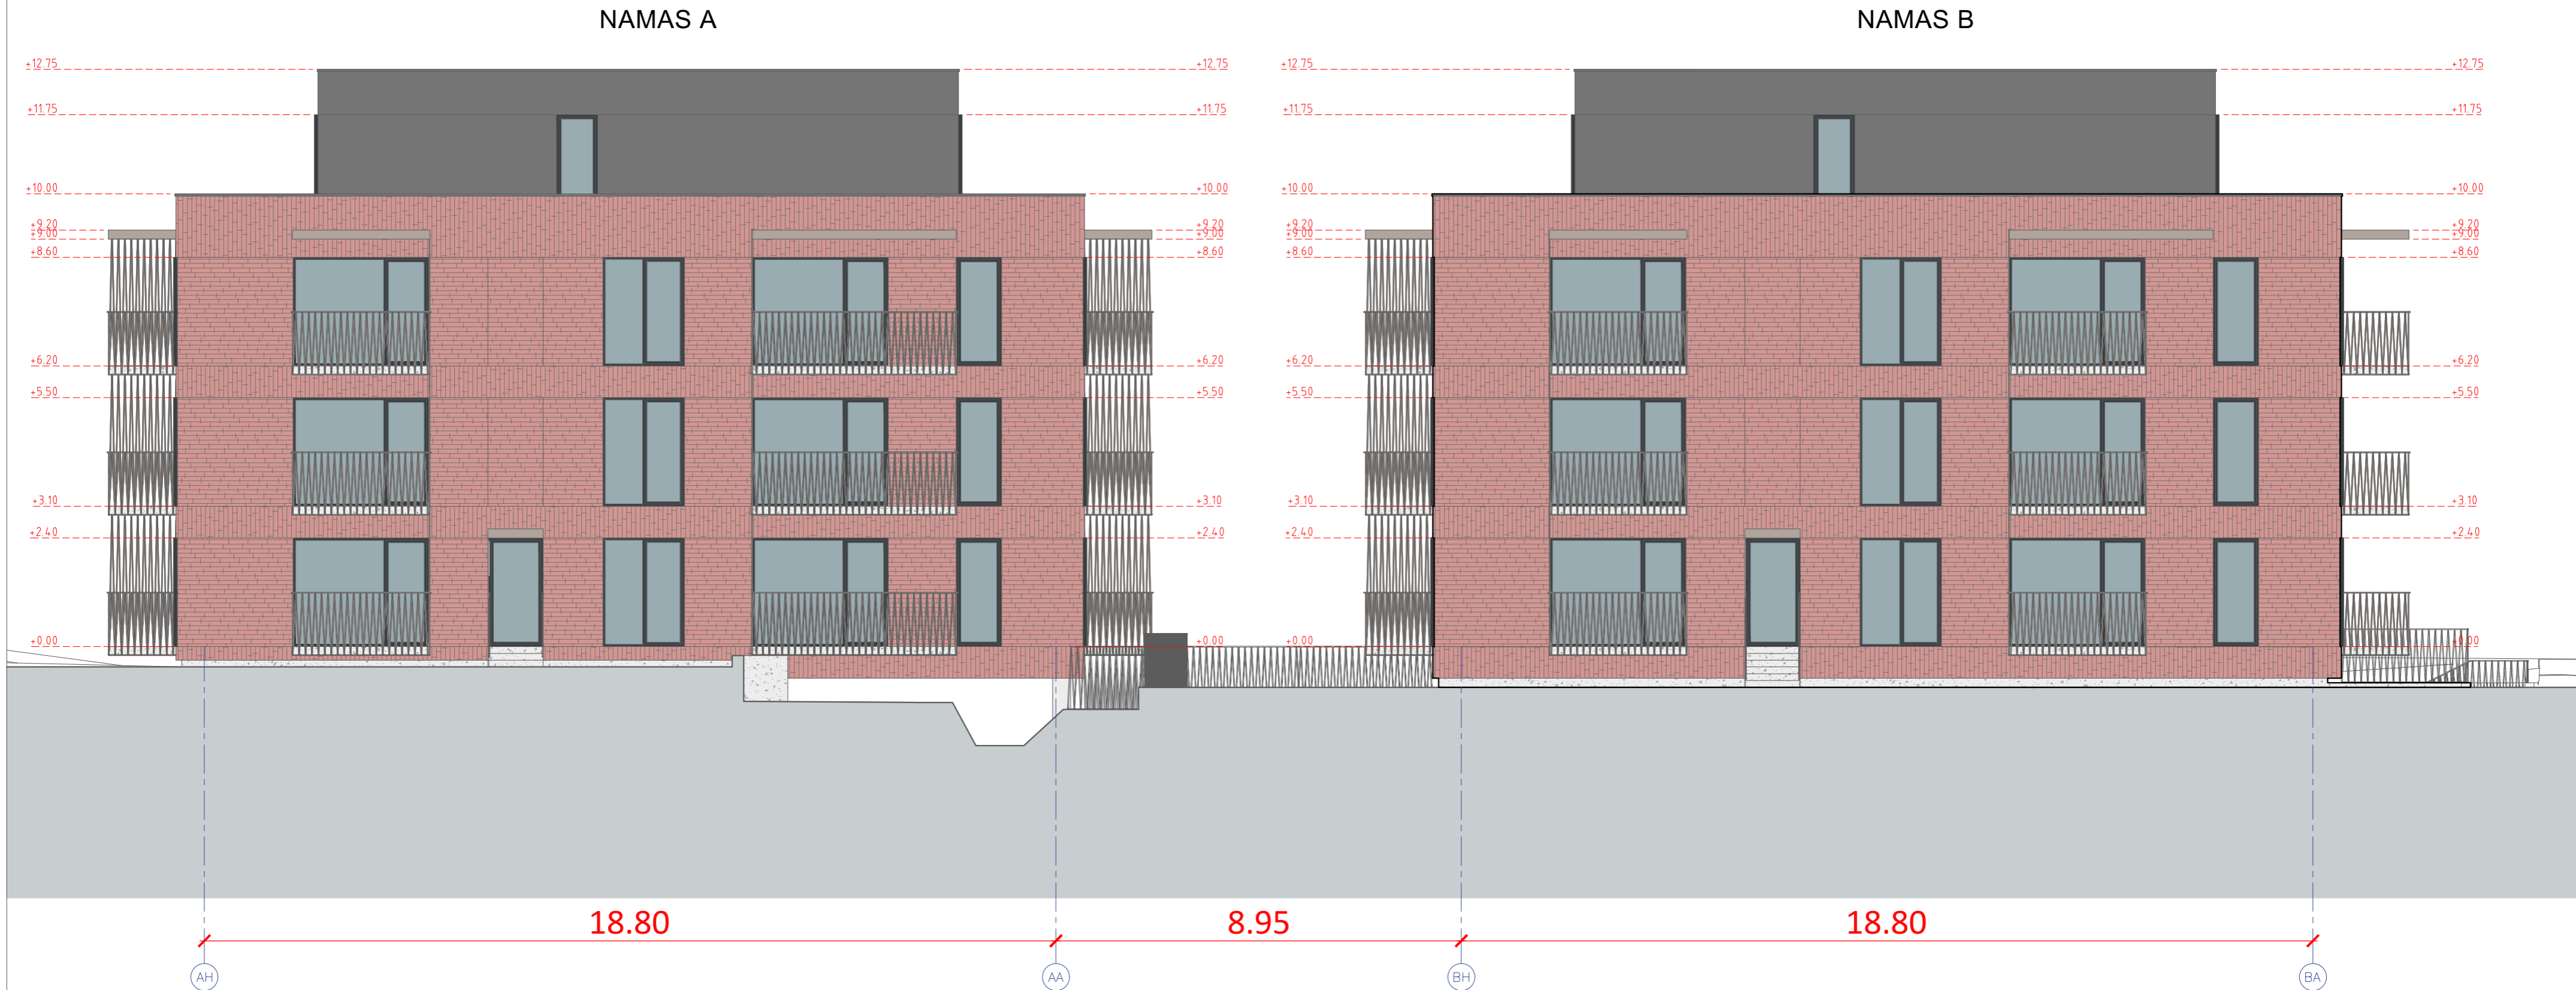 NAMAS A NAMAS B
+12.75 +12.75 +12.75 +12.75
+11.75 +11.75 +11.75 +11.75
+10.00 +10.00 +10.00 +10.00
+9.20 +9.20 +9.20 +9.20
+9.00 +9.00 +9.00 +9.00
+8.60 +8.60 +8.60 +8.60
+6.20 +6.20 +6.20 +6.20
+5.50 +5.50 +5.50 +5.50
+3.10 +3.10 +3.10 +3.10
+2.40 +2.40 +2.40 +2.40
+0.00 +0.00 +0.00 +0.00
18.80 8.95 18.80
AH AA BH BA